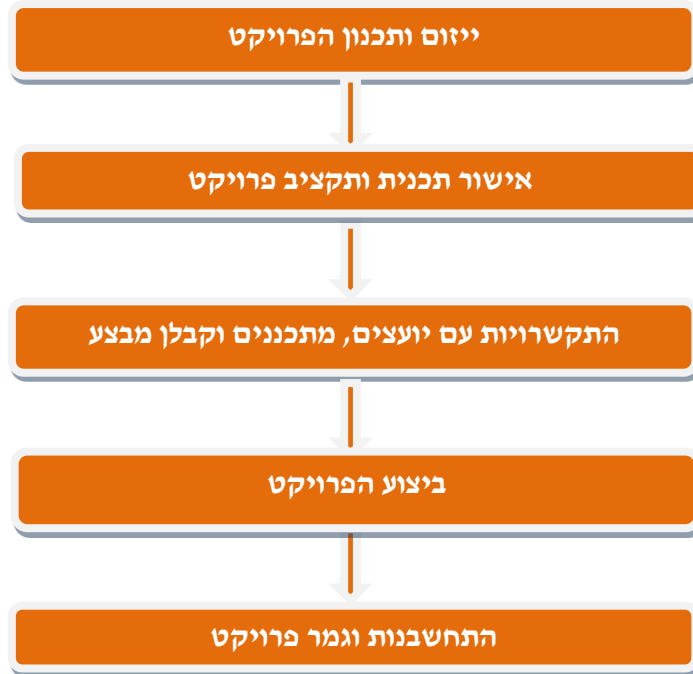 ייזום ותכנון הפרויקט
אישור תכנית ותקציב פרויקט
התקשרויות עם יועצים, מתכננים וקבלן מבצע
ביצוע הפרויקט
התחשבנות וגמר פרויקט